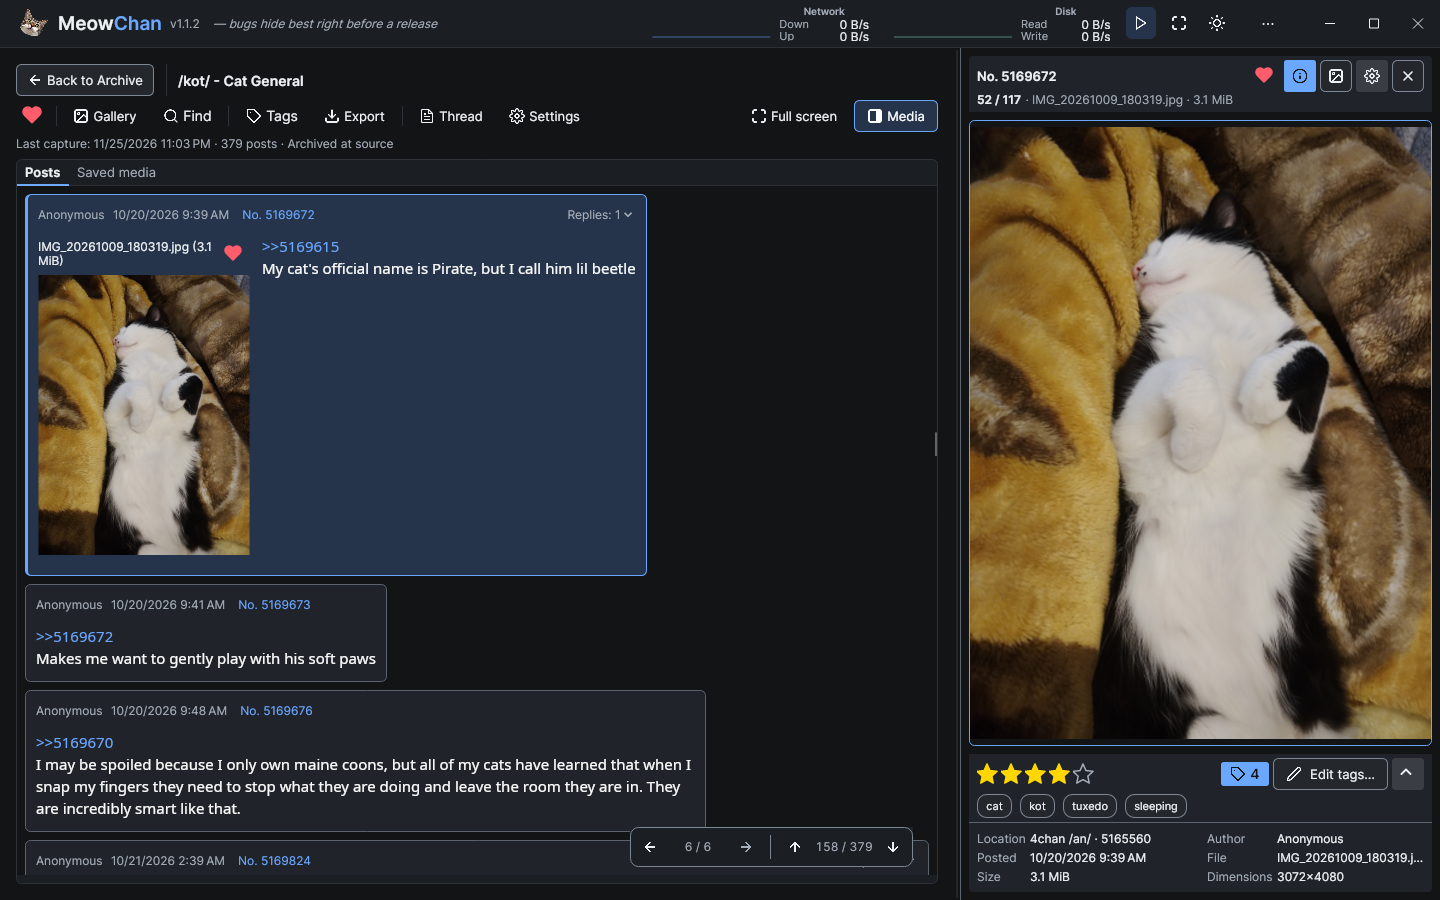 MeowChan v1.1.2 — bugs hide best right before a release
Network
Down 0 B/s
Up 0 B/s
Disk
Read 0 B/s
Write 0 B/s
Back to Archive
/kot/ - Cat General
Gallery Find Tags Export Thread Settings Full screen Media
Last capture: 11/25/2026 11:03 PM · 379 posts · Archived at source
Posts Saved media
Anonymous 10/20/2026 9:39 AM No. 5169672 Replies: 1
IMG_20261009_180319.jpg (3.1
MiB)
>>5169615
My cat's official name is Pirate, but I call him lil beetle
Anonymous 10/20/2026 9:41 AM No. 5169673
>>5169672
Makes me want to gently play with his soft paws
Anonymous 10/20/2026 9:48 AM No. 5169676
>>5169670
I may be spoiled because I only own maine coons, but all of my cats have learned that when I
snap my fingers they need to stop what they are doing and leave the room they are in. They
are incredibly smart like that.
Anonymous 10/21/2026 2:39 AM No. 5169824
6 / 6 158 / 379
No. 5169672
52 / 117 · IMG_20261009_180319.jpg · 3.1 MiB
4 Edit tags...
cat kot tuxedo sleeping
Location 4chan /an/ · 5165560 Author Anonymous
Posted 10/20/2026 9:39 AM File IMG_20261009_180319.j...
Size 3.1 MiB Dimensions 3072×4080